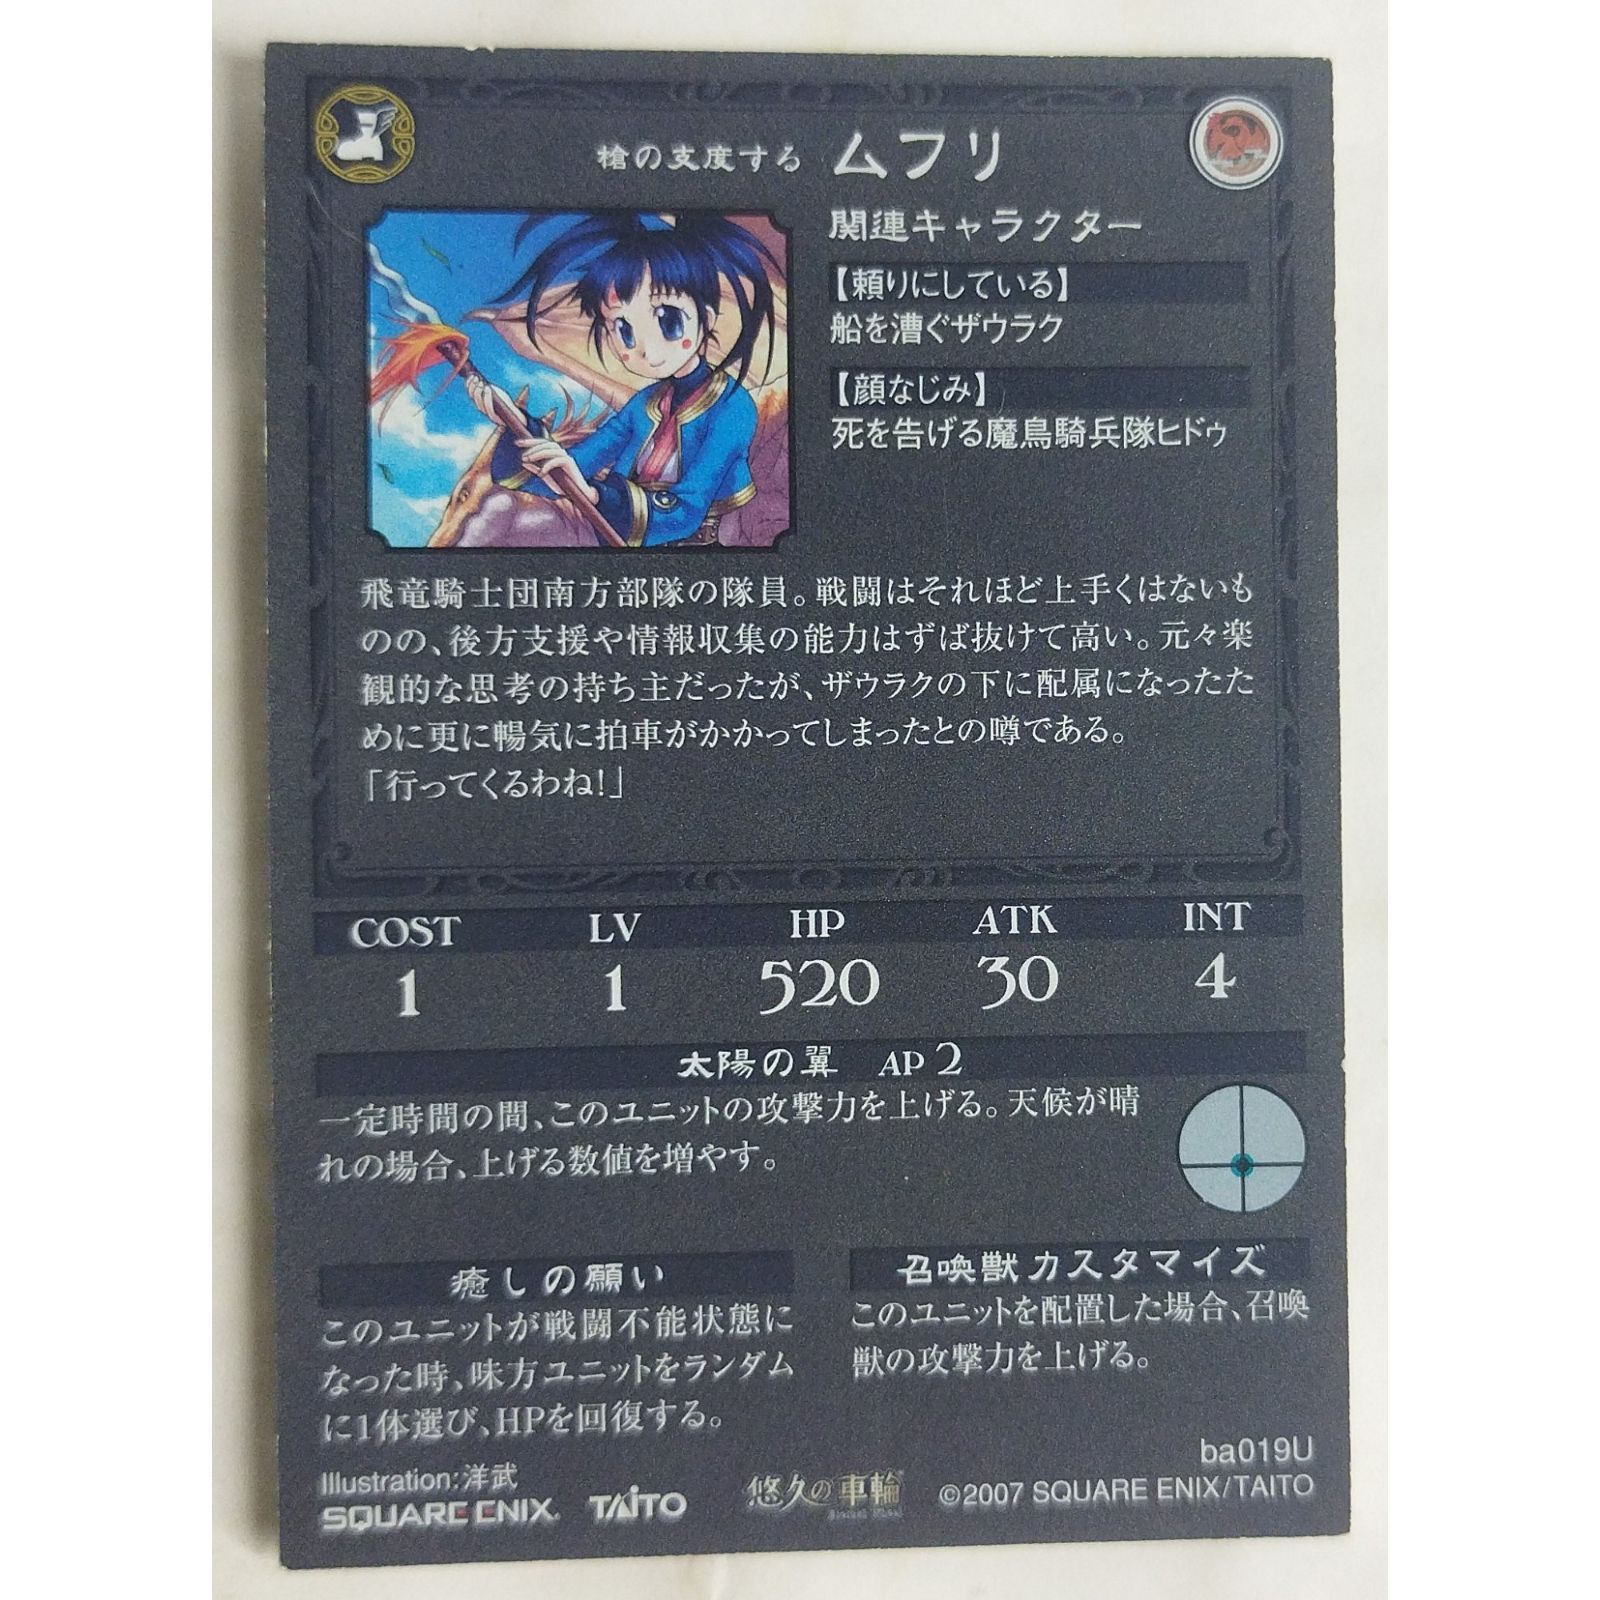 槍の支度する ムフリ
関連キャラクター
【頼りにしている】
船を漕ぐザウラク
【顔なじみ】
死を告げる魔鳥騎兵隊ヒドゥ
飛竜騎士団南方部隊の隊員。戦闘はそれほど上手くはないも
のの、後方支援や情報収集の能力はずば抜けて高い。元々楽
観的な思考の持ち主だったが、ザウラクの下に配属になったた
めに更に暢気に拍車がかかってしまったとの噂である。
「行ってくるわね!」
COST LV HP ATK INT
1 1 520 30 4
太陽の翼 AP 2
一定時間の間、このユニットの攻撃力を上げる。天候が晴
れの場合、上げる数値を増やす。
癒しの願い
このユニットが戦闘不能状態に
なった時、味方ユニットをランダム
に1体選び、HPを回復する。
召喚獣カスタマイズ
このユニットを配置した場合、召喚
獣の攻撃力を上げる。
ba019U
Illustration:洋武
SQUARE ENIX. TAITO 悠久の車輪 ©2007 SQUARE ENIX/TAITO